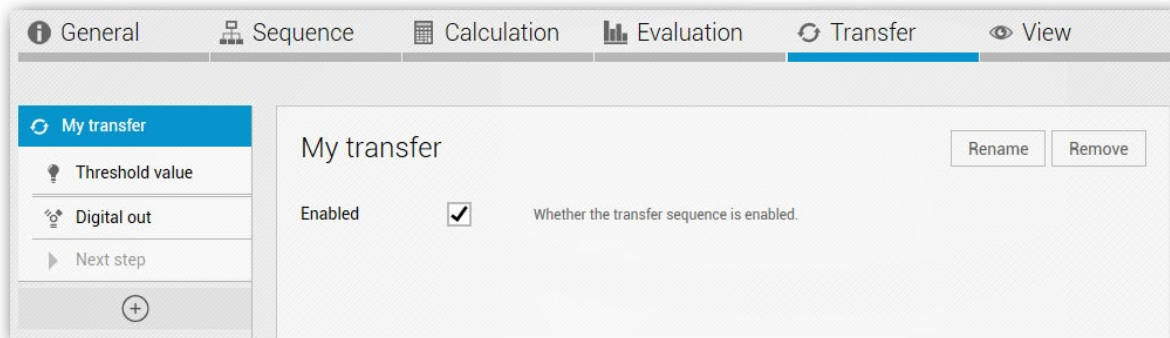 General Sequence Calculation Evaluation Transfer View
My transfer
Threshold value
Digital out
Next step
My transfer
Rename Remove
Enabled Whether the transfer sequence is enabled.